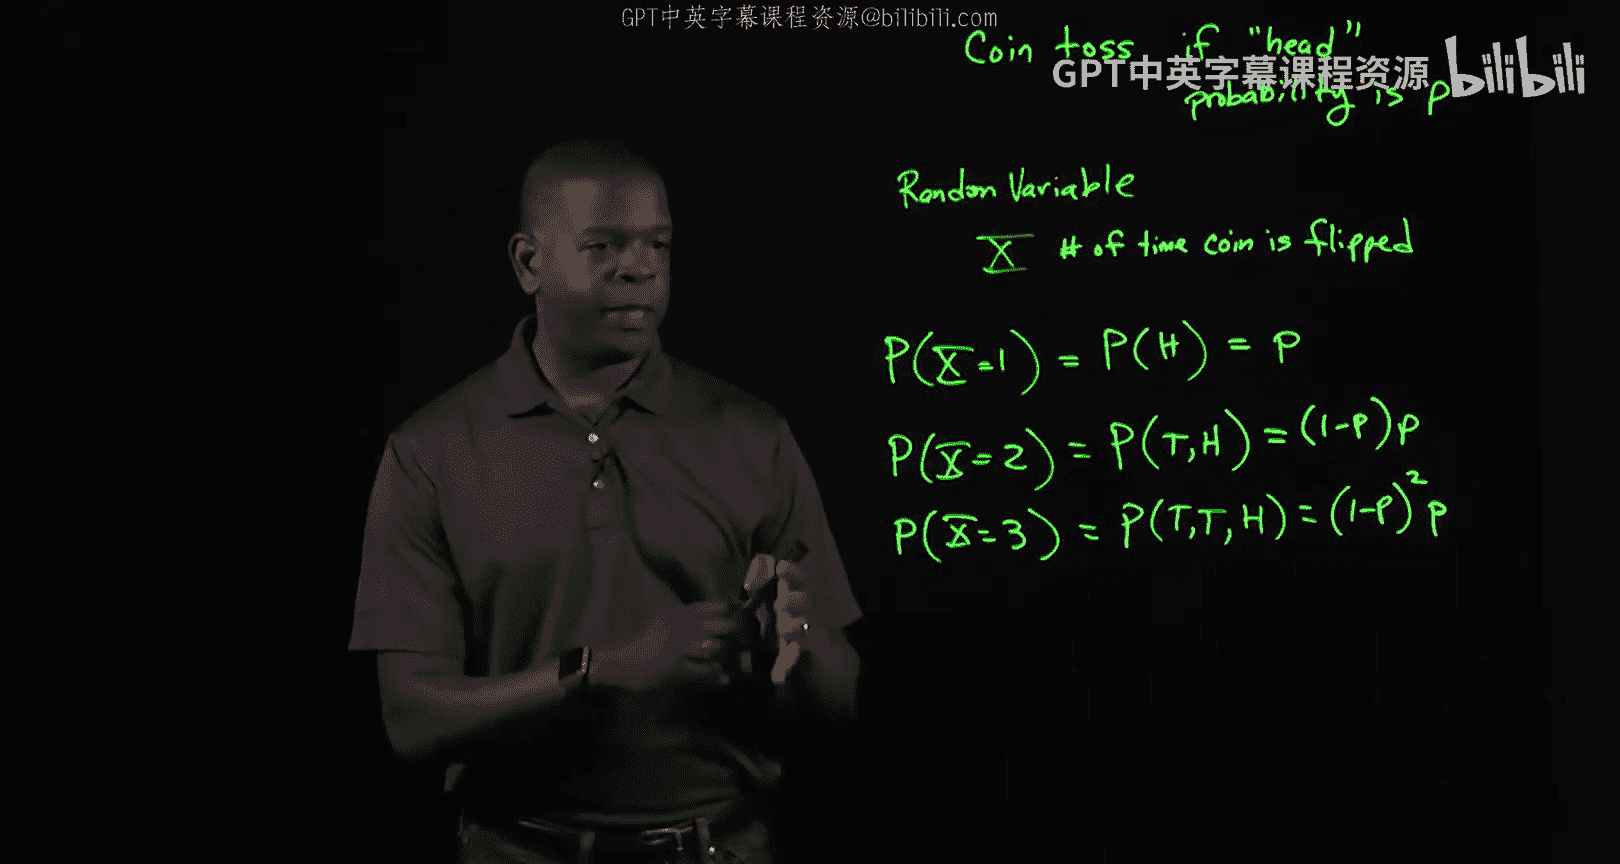 GPT中英字幕课程资源@bilibili.com
Coin toss if "head"
GPT中英字幕课程资源 bilibili
probability is p
Random Variable
X # of time coin is flipped
P(X=1) = P(H) = p
P(X=2) = P(T,H) = (1-p)p
P(X=3) = P(T,T,H) = (1-p)² p